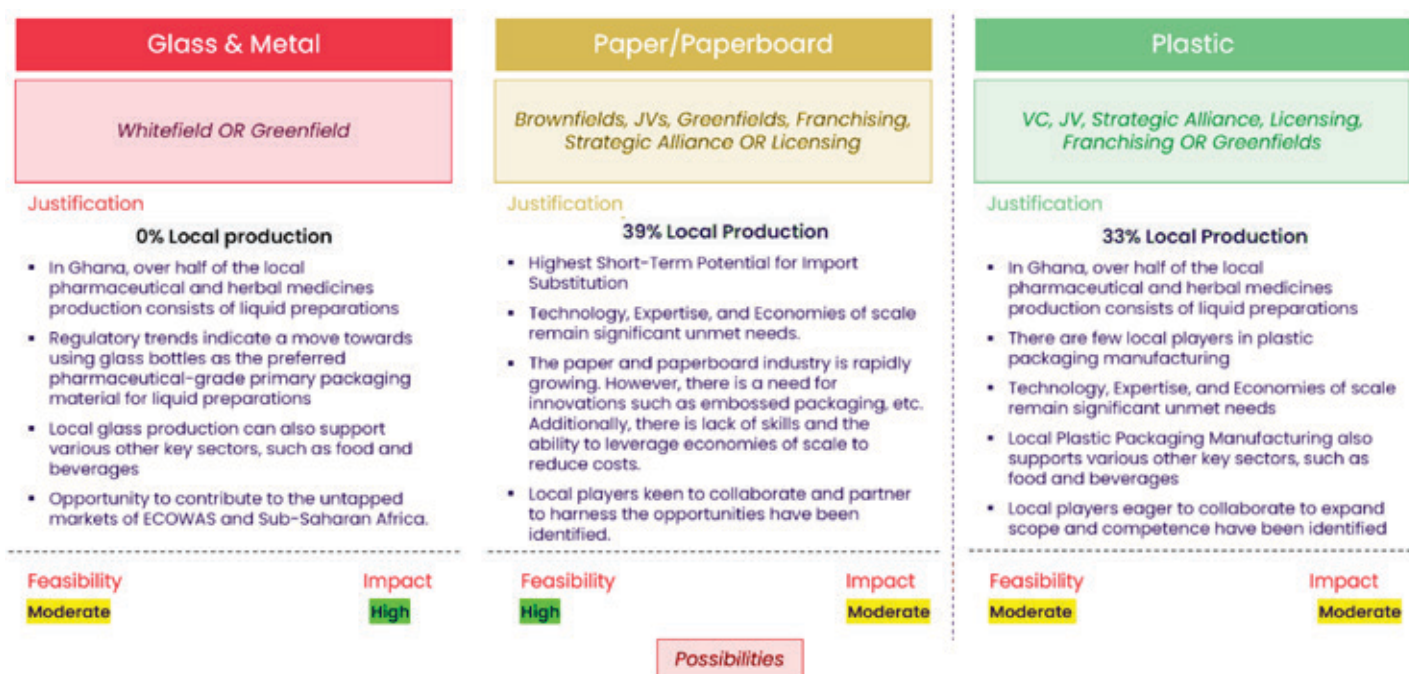 Glass & Metal
Whitefield OR Greenfield
Justification
0% Local production
▪ In Ghana, over half of the local
pharmaceutical and herbal medicines
production consists of liquid preparations
▪ Regulatory trends indicate a move towards
using glass bottles as the preferred
pharmaceutical-grade primary packaging
material for liquid preparations
▪ Local glass production can also support
various other key sectors, such as food and
beverages
▪ Opportunity to contribute to the untapped
markets of ECOWAS and Sub-Saharan Africa.
Feasibility Impact
Moderate High
Paper/Paperboard
Brownfields, JVs, Greenfields, Franchising,
Strategic Alliance OR Licensing
Justification
39% Local Production
▪ Highest Short-Term Potential for Import
Substitution
▪ Technology, Expertise, and Economies of scale
remain significant unmet needs.
▪ The paper and paperboard industry is rapidly
growing. However, there is a need for
innovations such as embossed packaging, etc.
Additionally, there is lack of skills and the
ability to leverage economies of scale to
reduce costs.
▪ Local players keen to collaborate and partner
to harness the opportunities have been
identified.
Feasibility Impact
High Moderate
Plastic
VC, JV, Strategic Alliance, Licensing,
Franchising OR Greenfields
Justification
33% Local Production
▪ In Ghana, over half of the local
pharmaceutical and herbal medicines
production consists of liquid preparations
▪ There are few local players in plastic
packaging manufacturing
▪ Technology, Expertise, and Economies of scale
remain significant unmet needs
▪ Local Plastic Packaging Manufacturing also
supports various other key sectors, such as
food and beverages
▪ Local players eager to collaborate to expand
scope and competence have been identified
Feasibility Impact
Moderate Moderate
Possibilities